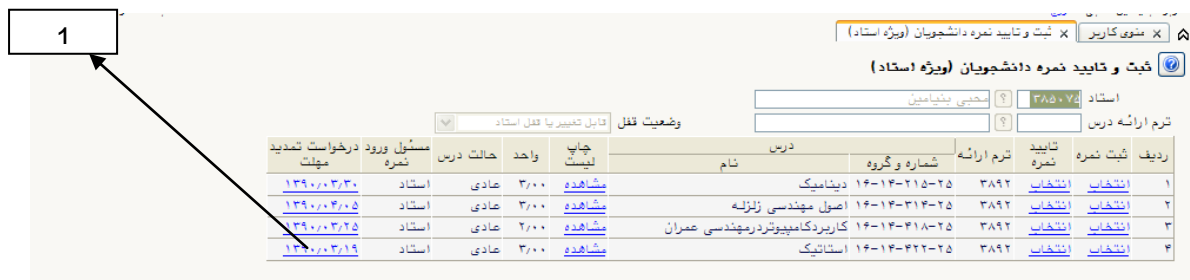 1
منوی کاربر × ثبت و تایید نمره دانشجویان (ویژه استاد) ×
ثبت و تایید نمره دانشجویان (ویژه استاد)
استاد ۳۸۵۰۷۵ ? محبی بنیامین
ترم ارائه درس ? وضعیت قفل قابل تغییر یا قفل استاد
ردیف ثبت نمره تایید نمره ترم ارائه درس شماره و گروه نام چاپ لیست واحد حالت درس مسئول ورود نمره درخواست تمدید مهلت
۱ انتخاب انتخاب ۳۸۹۲ ۱۶-۱۴-۲۱۵-۲۵ دینامیک مشاهده ۳/۰۰ عادی استاد ۱۳۹۰/۰۳/۳۰
۲ انتخاب انتخاب ۳۸۹۲ ۱۶-۱۴-۳۱۴-۲۵ اصول مهندسی زلزله مشاهده ۳/۰۰ عادی استاد ۱۳۹۰/۰۴/۰۵
۳ انتخاب انتخاب ۳۸۹۲ ۱۶-۱۴-۴۱۸-۲۵ کاربردکامپیوتردرمهندسی عمران مشاهده ۲/۰۰ عادی استاد ۱۳۹۰/۰۳/۲۵
۴ انتخاب انتخاب ۳۸۹۲ ۱۶-۱۴-۴۲۲-۲۵ استاتیک مشاهده ۳/۰۰ عادی استاد ۱۳۹۰/۰۳/۱۹